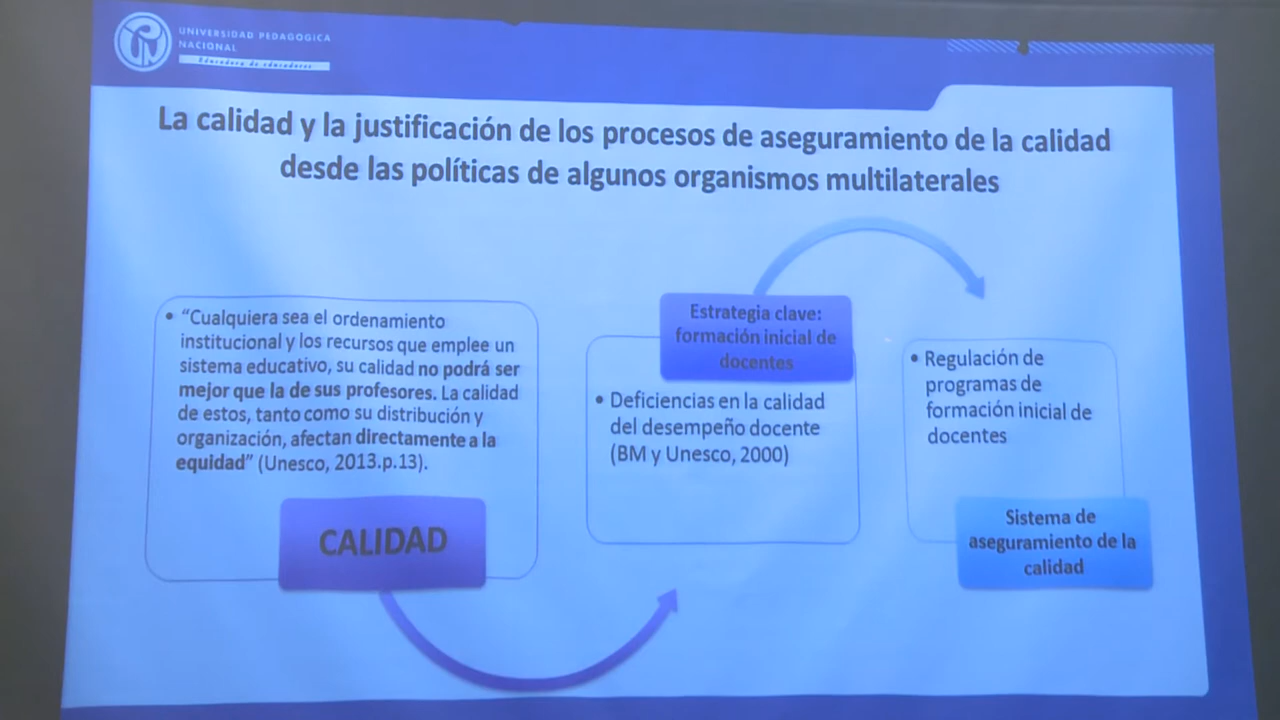 UNIVERSIDAD PEDAGOGICA
NACIONAL
Educadora de educadores
La calidad y la justificación de los procesos de aseguramiento de la calidad
desde las políticas de algunos organismos multilaterales
• “Cualquiera sea el ordenamiento
institucional y los recursos que emplee un
sistema educativo, su calidad no podrá ser
mejor que la de sus profesores. La calidad
de estos, tanto como su distribución y
organización, afectan directamente a la
equidad” (Unesco, 2013.p.13).
CALIDAD
Estrategia clave:
formación inicial de
docentes
• Deficiencias en la calidad
del desempeño docente
(BM y Unesco, 2000)
• Regulación de
programas de
formación inicial de
docentes
Sistema de
aseguramiento de la
calidad